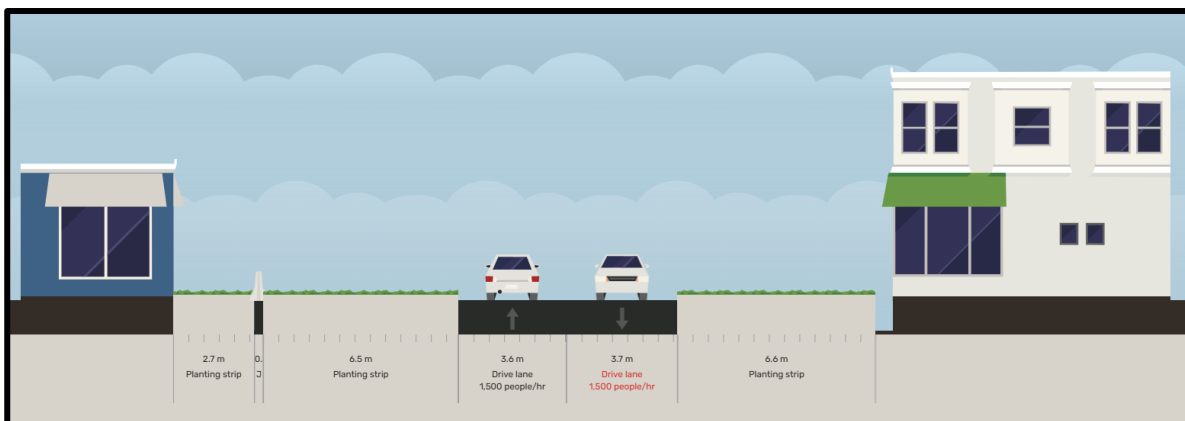 2.7 m
Planting strip
0.
J
6.5 m
Planting strip
3.6 m
Drive lane
1,500 people/hr
3.7 m
Drive lane
1,500 people/hr
6.6 m
Planting strip